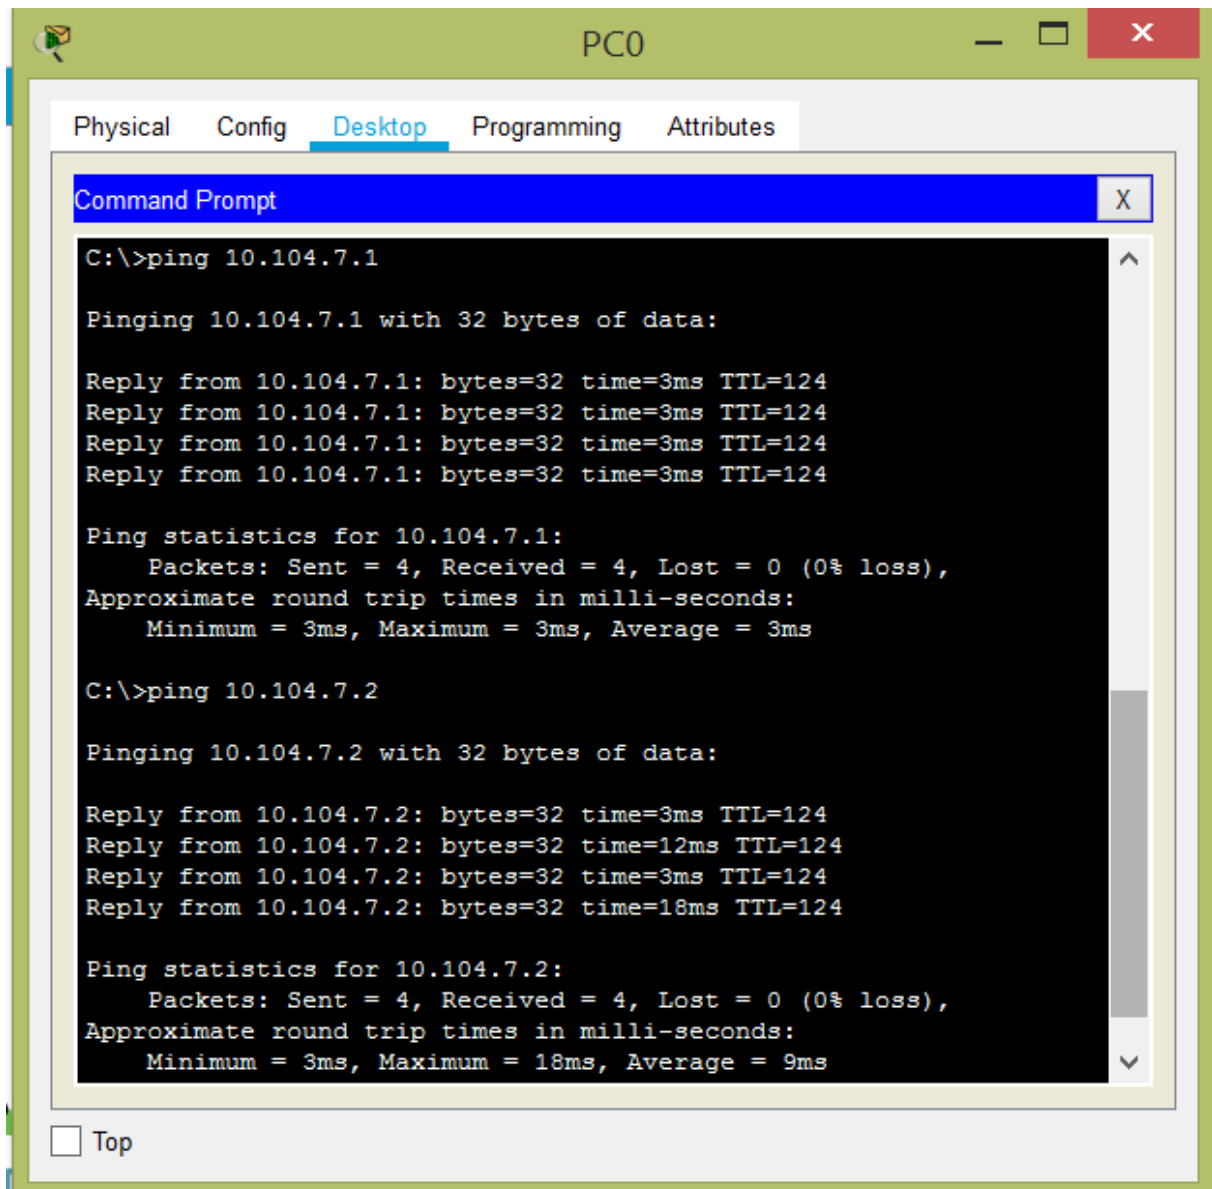 PC0
Physical Config Desktop Programming Attributes
Command Prompt
X
C:\>ping 10.104.7.1
Pinging 10.104.7.1 with 32 bytes of data:
Reply from 10.104.7.1: bytes=32 time=3ms TTL=124
Reply from 10.104.7.1: bytes=32 time=3ms TTL=124
Reply from 10.104.7.1: bytes=32 time=3ms TTL=124
Reply from 10.104.7.1: bytes=32 time=3ms TTL=124
Ping statistics for 10.104.7.1:
Packets: Sent = 4, Received = 4, Lost = 0 (0% loss),
Approximate round trip times in milli-seconds:
Minimum = 3ms, Maximum = 3ms, Average = 3ms
C:\>ping 10.104.7.2
Pinging 10.104.7.2 with 32 bytes of data:
Reply from 10.104.7.2: bytes=32 time=3ms TTL=124
Reply from 10.104.7.2: bytes=32 time=12ms TTL=124
Reply from 10.104.7.2: bytes=32 time=3ms TTL=124
Reply from 10.104.7.2: bytes=32 time=18ms TTL=124
Ping statistics for 10.104.7.2:
Packets: Sent = 4, Received = 4, Lost = 0 (0% loss),
Approximate round trip times in milli-seconds:
Minimum = 3ms, Maximum = 18ms, Average = 9ms
Top